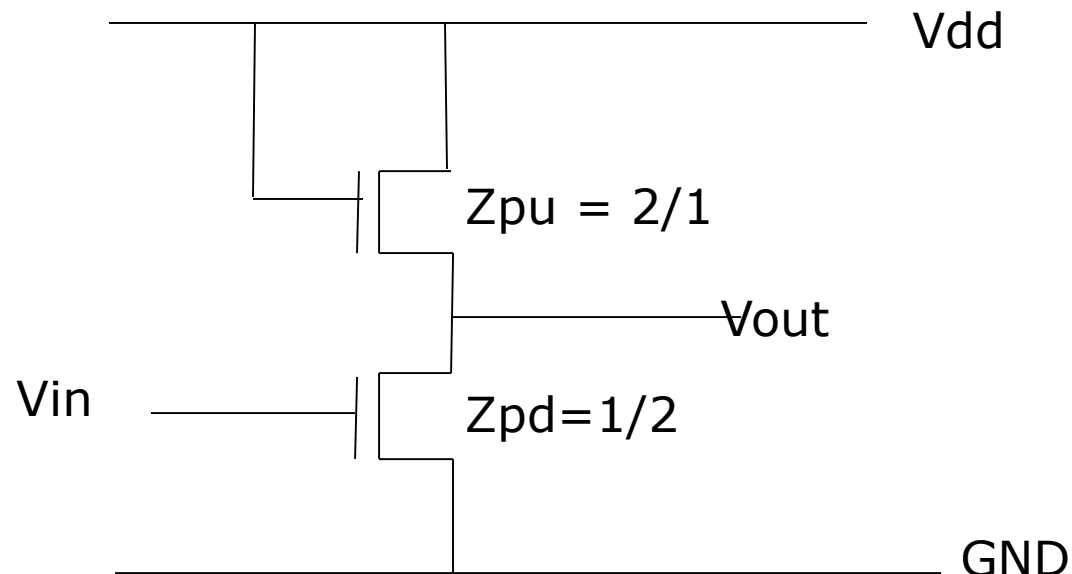 Vdd
Zpu = 2/1
Vout
Vin
Zpd=1/2
GND